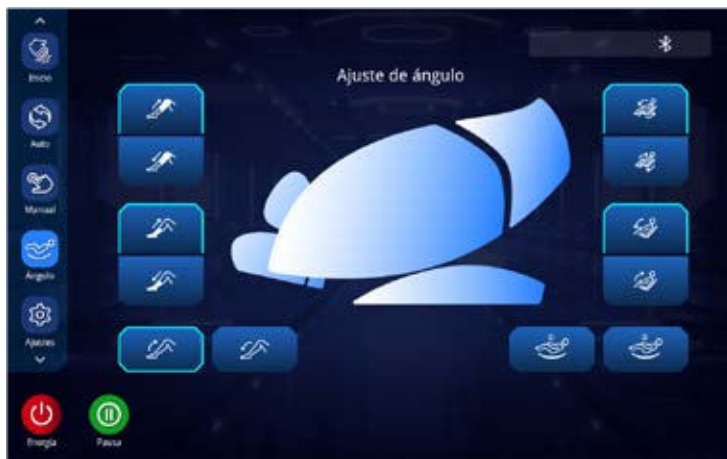 Ajuste de ángulo
Inicio
Auto
Manual
Ángulo
Ajustes
Energía
Pausa